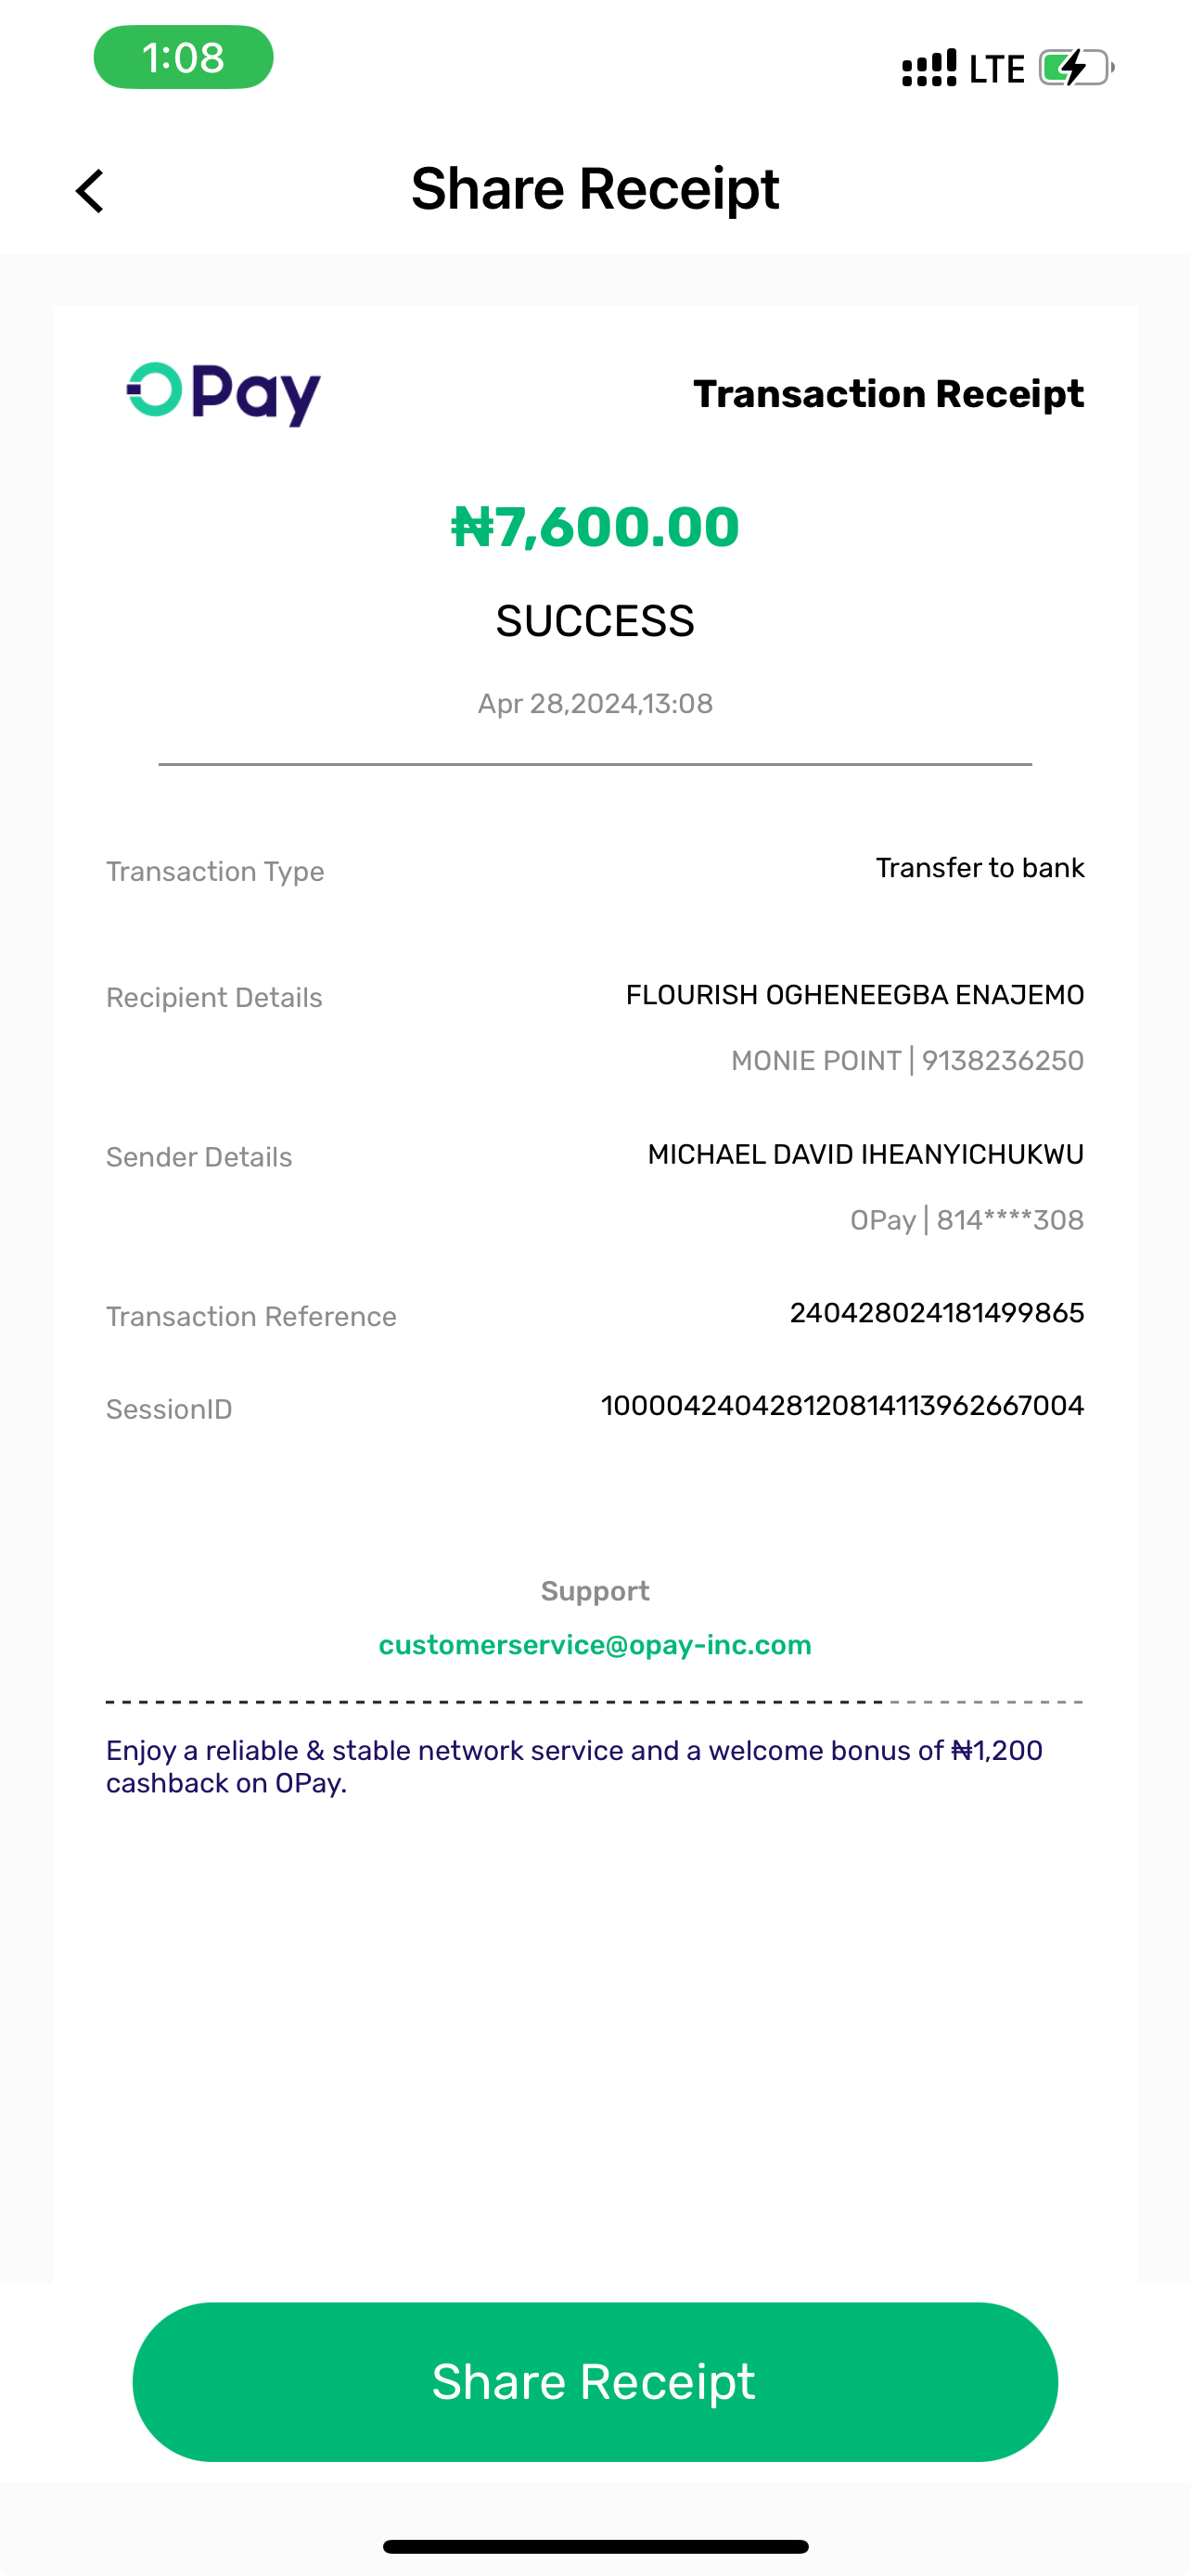 1:08
LTE
Share Receipt
OPay
Transaction Receipt
₦7,600.00
SUCCESS
Apr 28,2024,13:08
Transaction Type
Transfer to bank
Recipient Details
FLOURISH OGHENEEGBA ENAJEMO
MONIE POINT | 9138236250
Sender Details
MICHAEL DAVID IHEANYICHUKWU
OPay | 814****308
Transaction Reference
240428024181499865
SessionID
100004240428120814113962667004
Support
customerservice@opay-inc.com
Enjoy a reliable & stable network service and a welcome bonus of ₦1,200
cashback on OPay.
Share Receipt